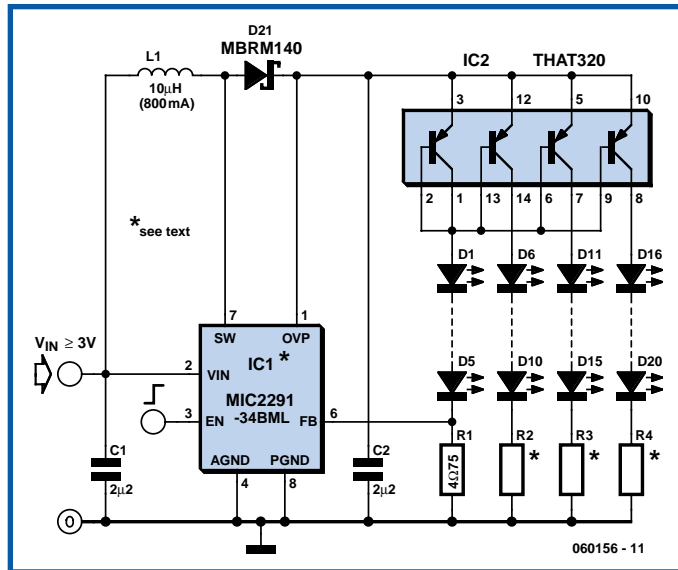 D21
MBRM140
IC2 THAT320
L1
10µH
(800mA)
3 12 5 10
2 1 13 14 6 7 9 8
*see text
D1 D6 D11 D16
7 1
SW OVP
VIN ≥ 3V
IC1 *
2 VIN
MIC2291
-34BML
D5 D10 D15 D20
3 EN FB 6
R1 R2 R3 R4
4Ω75 * * *
C1 AGND PGND C2
2µ2 4 8 2µ2
0
060156 - 11